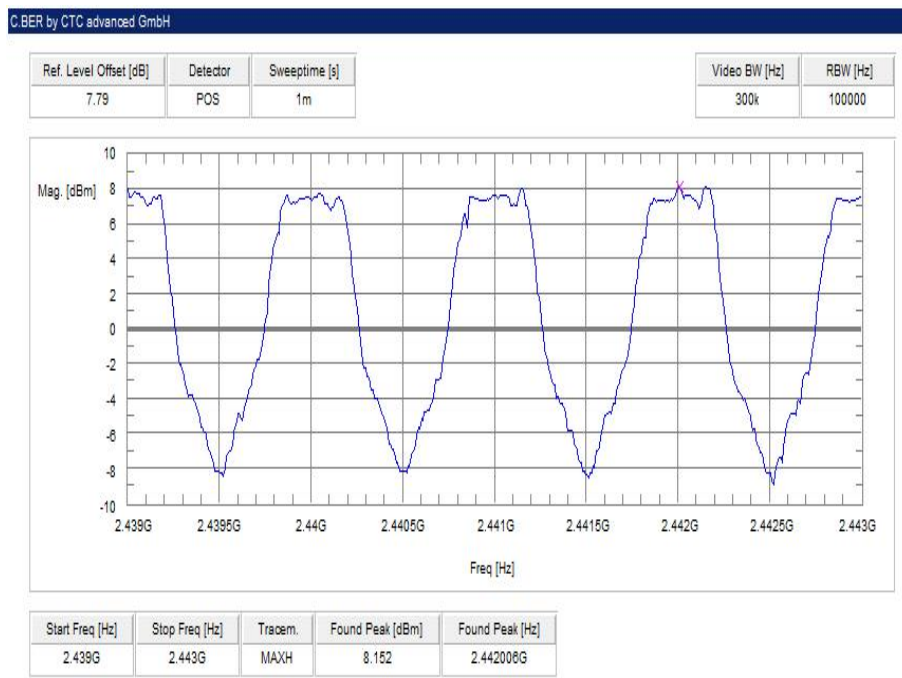 C.BER by CTC advanced GmbH
Ref. Level Offset [dB] Detector Sweeptime [s] Video BW [Hz] RBW [Hz]
7.79 POS 1m 300k 100000
Mag. [dBm]
10
8
6
4
2
0
-2
-4
-6
-8
-10
2.439G 2.4395G 2.44G 2.4405G 2.441G 2.4415G 2.442G 2.4425G 2.443G
Freq [Hz]
Start Freq [Hz] Stop Freq [Hz] Tracem. Found Peak [dBm] Found Peak [Hz]
2.439G 2.443G MAXH 8.152 2.442006G